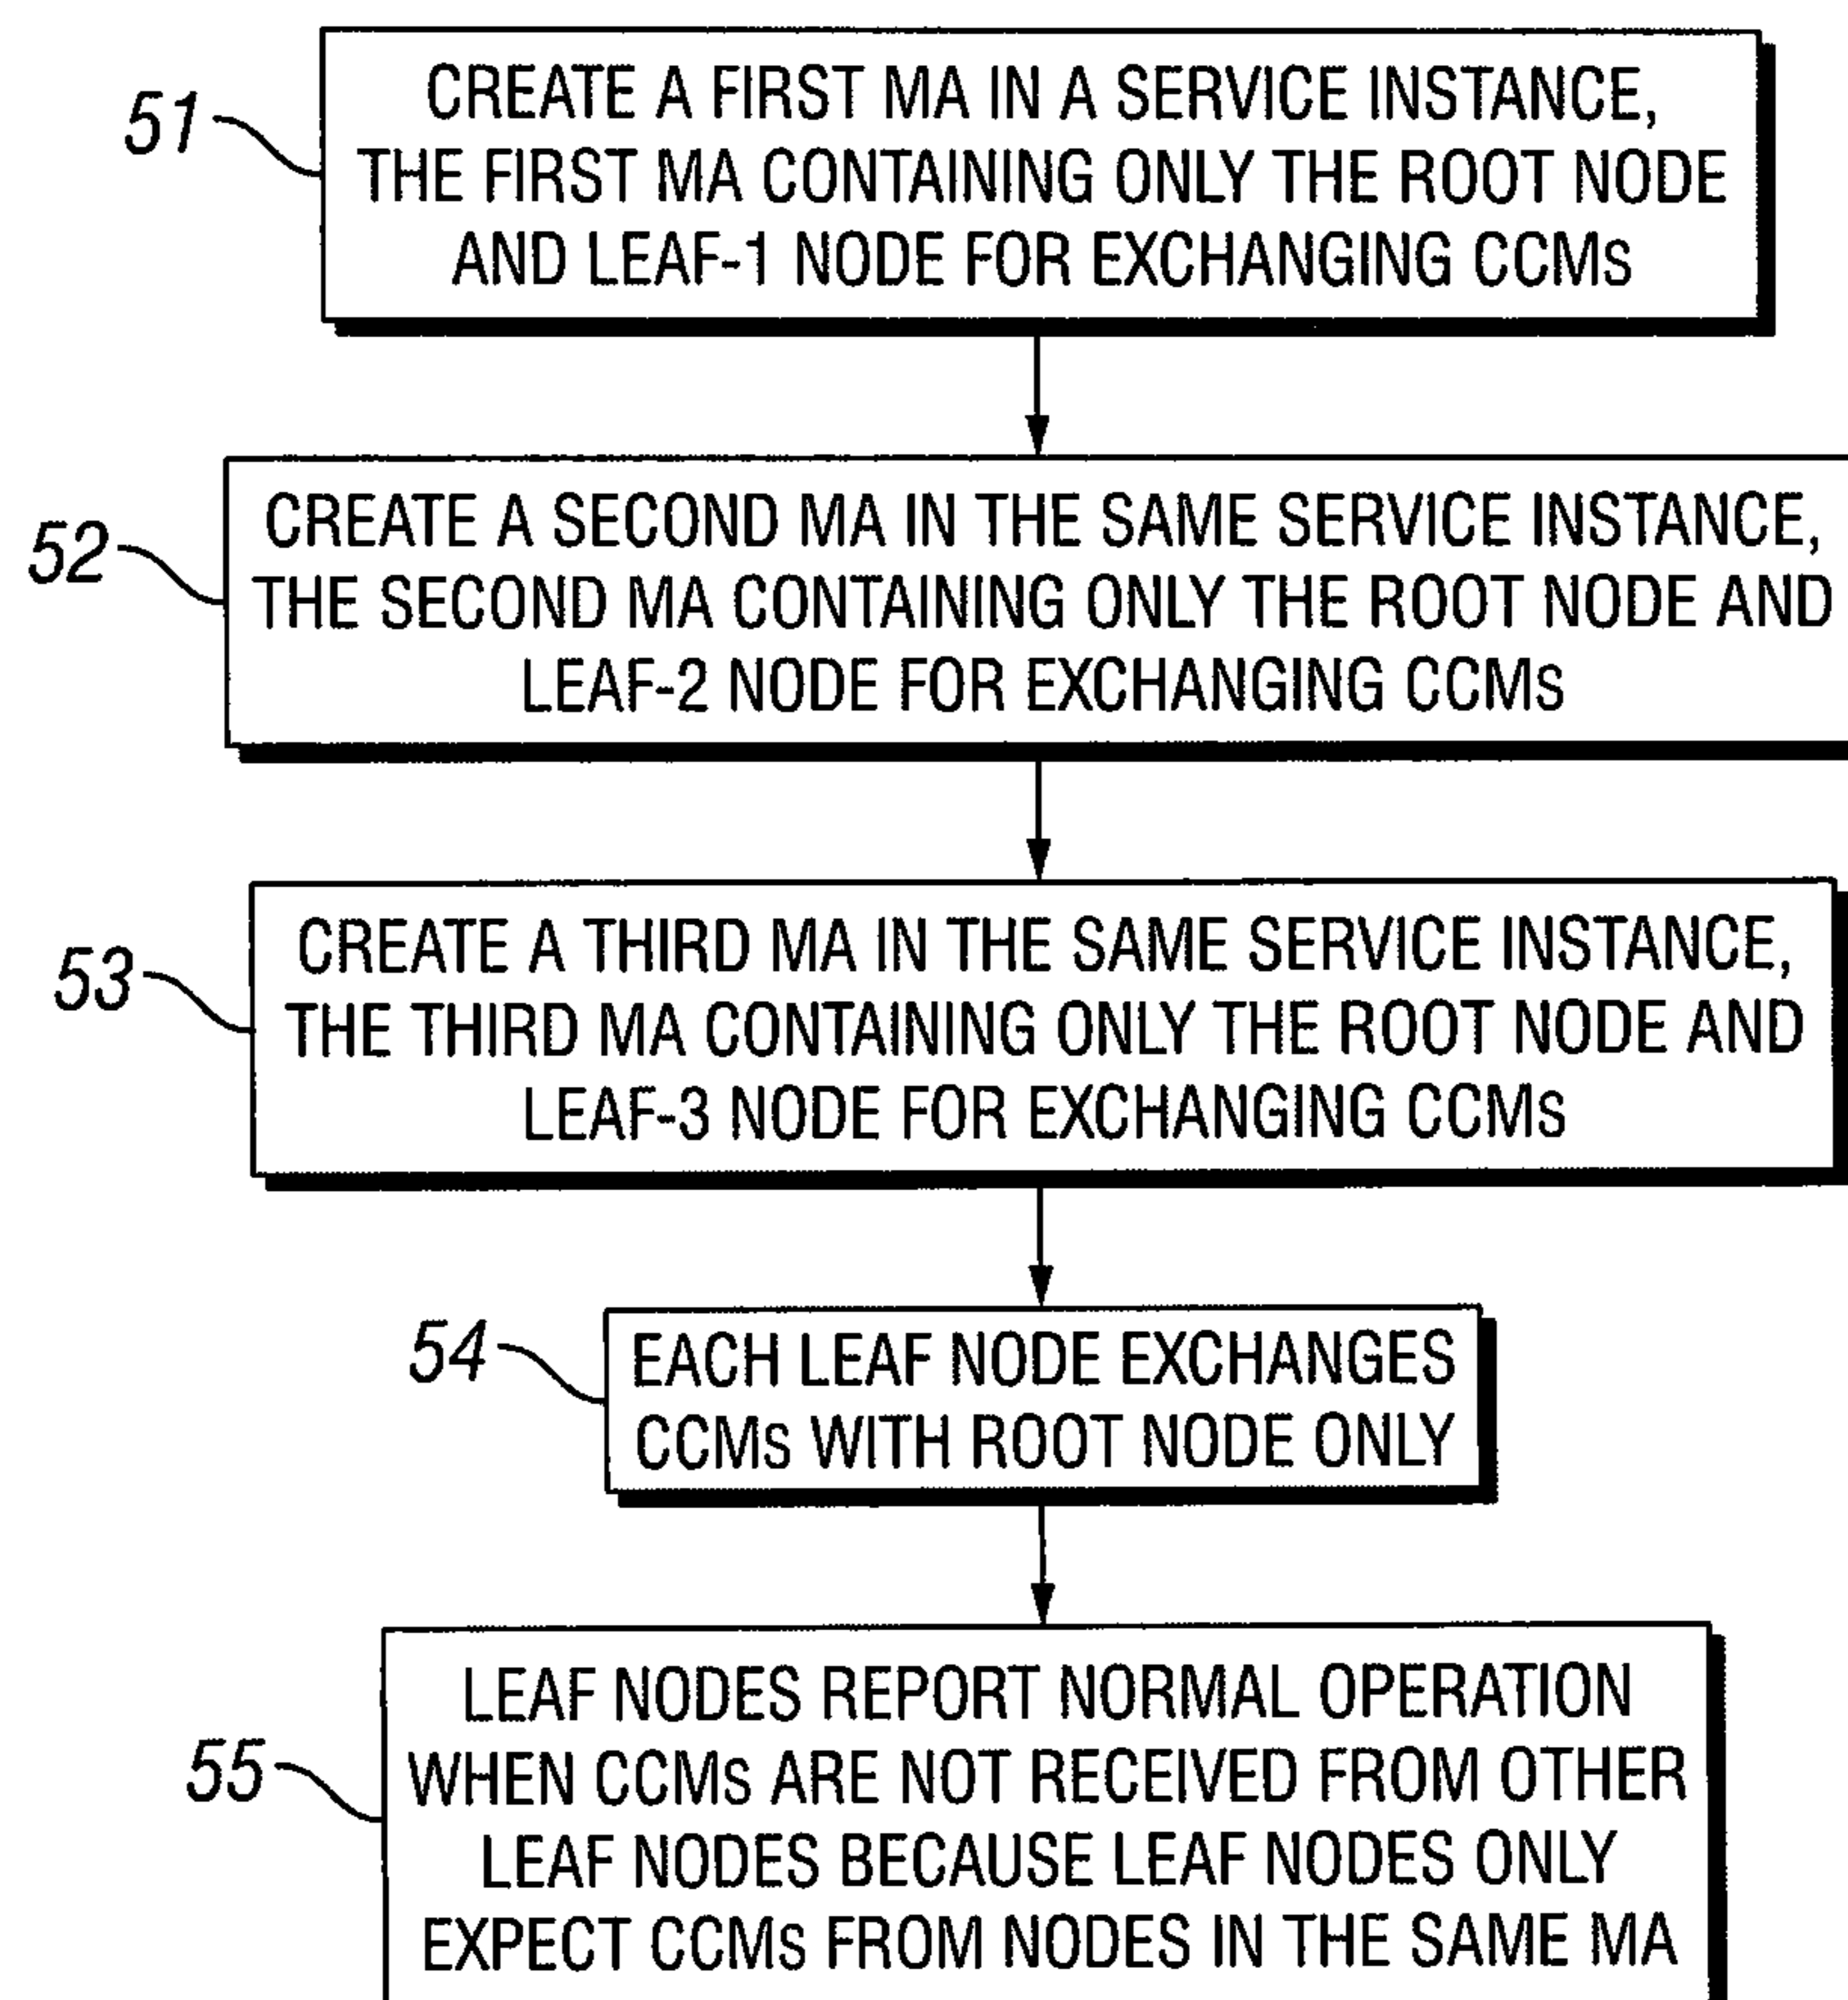 51
CREATE A FIRST MA IN A SERVICE INSTANCE,
THE FIRST MA CONTAINING ONLY THE ROOT NODE
AND LEAF-1 NODE FOR EXCHANGING CCMs
52
CREATE A SECOND MA IN THE SAME SERVICE INSTANCE,
THE SECOND MA CONTAINING ONLY THE ROOT NODE AND
LEAF-2 NODE FOR EXCHANGING CCMs
53
CREATE A THIRD MA IN THE SAME SERVICE INSTANCE,
THE THIRD MA CONTAINING ONLY THE ROOT NODE AND
LEAF-3 NODE FOR EXCHANGING CCMs
54
EACH LEAF NODE EXCHANGES
CCMs WITH ROOT NODE ONLY
55
LEAF NODES REPORT NORMAL OPERATION
WHEN CCMs ARE NOT RECEIVED FROM OTHER
LEAF NODES BECAUSE LEAF NODES ONLY
EXPECT CCMs FROM NODES IN THE SAME MA